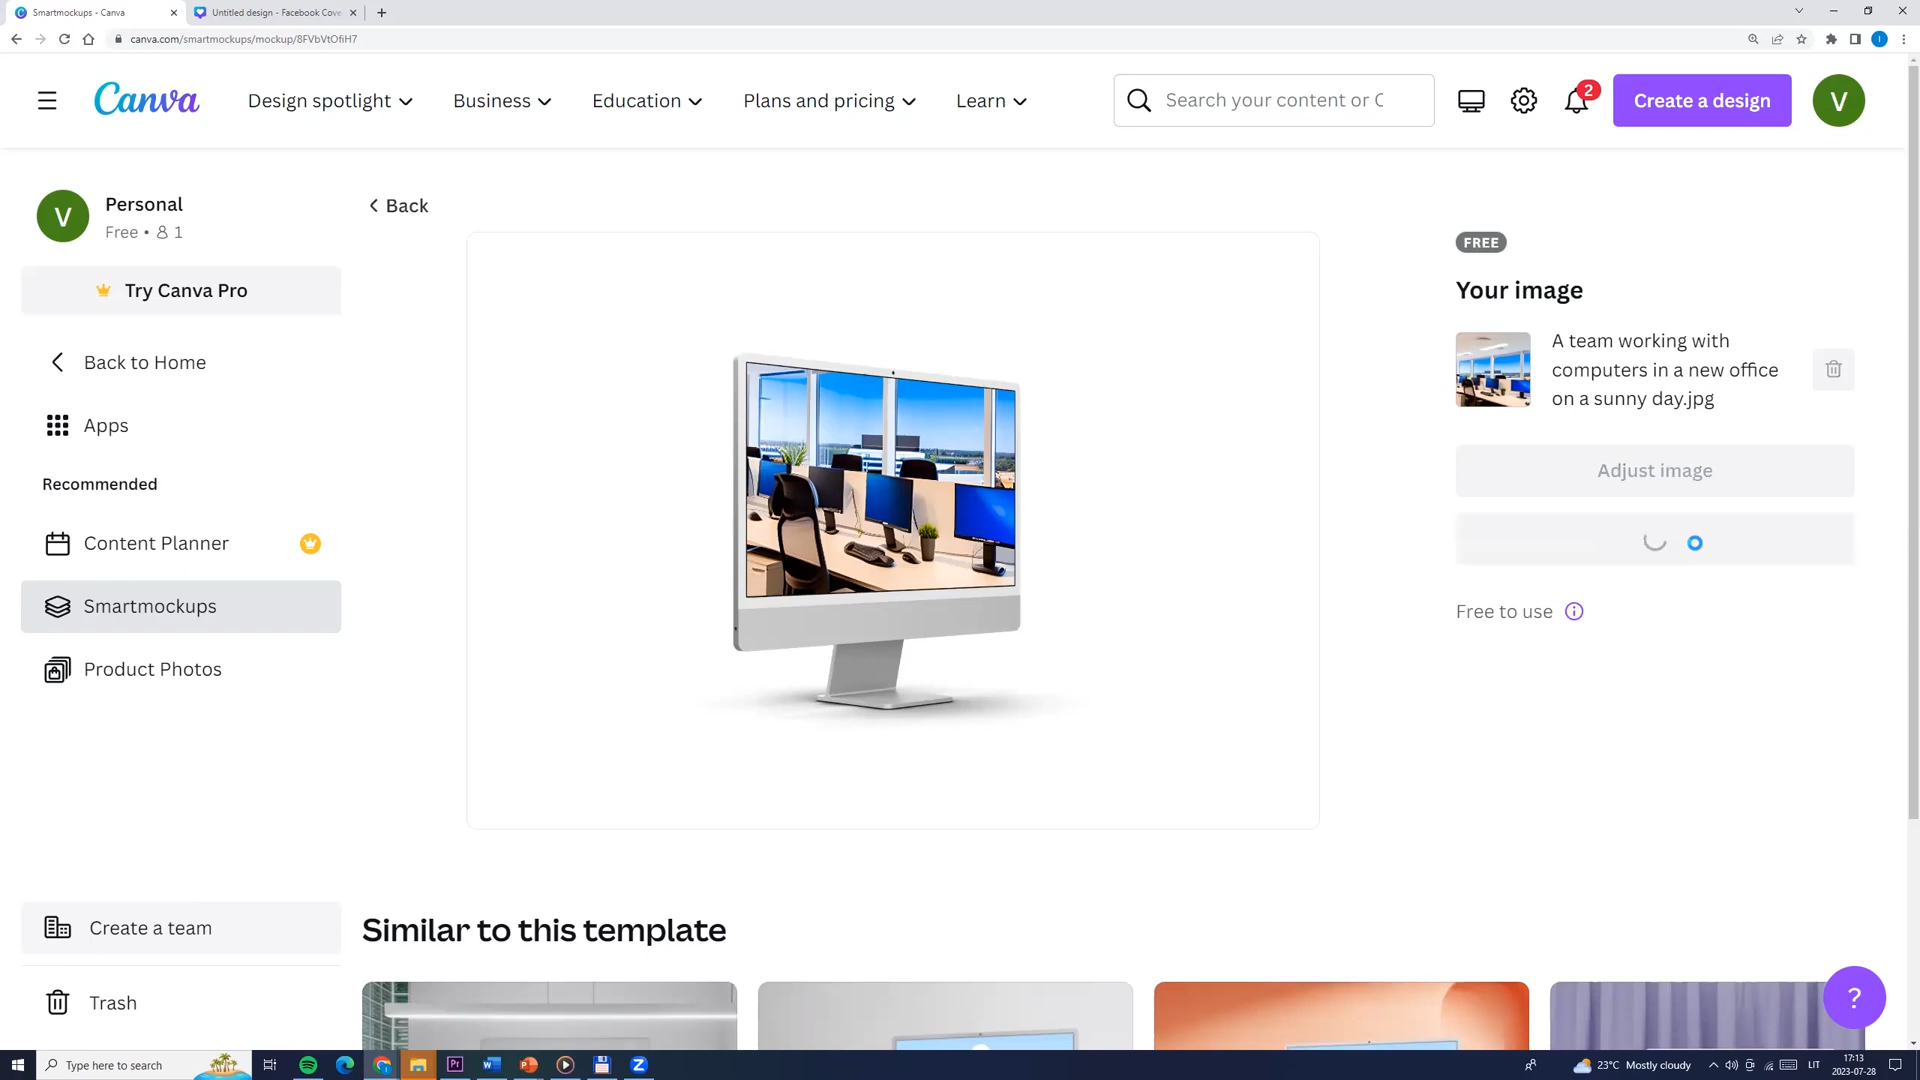 Smartmockups - Canva
Untitled design - Facebook Cove
canva.com/smartmockups/mockup/8FVbVtOfiH7
Canva
Design spotlight
Business
Education
Plans and pricing
Learn
Search your content or C
2
Create a design
V
V
Personal
Free • 1
Try Canva Pro
Back to Home
Apps
Recommended
Content Planner
Smartmockups
Product Photos
Create a team
Trash
Back
FREE
Your image
A team working with
computers in a new office
on a sunny day.jpg
Adjust image
Free to use
Similar to this template
?
Type here to search
Pr
W
P
Z
23°C Mostly cloudy
LIT
17:13
2023-07-28